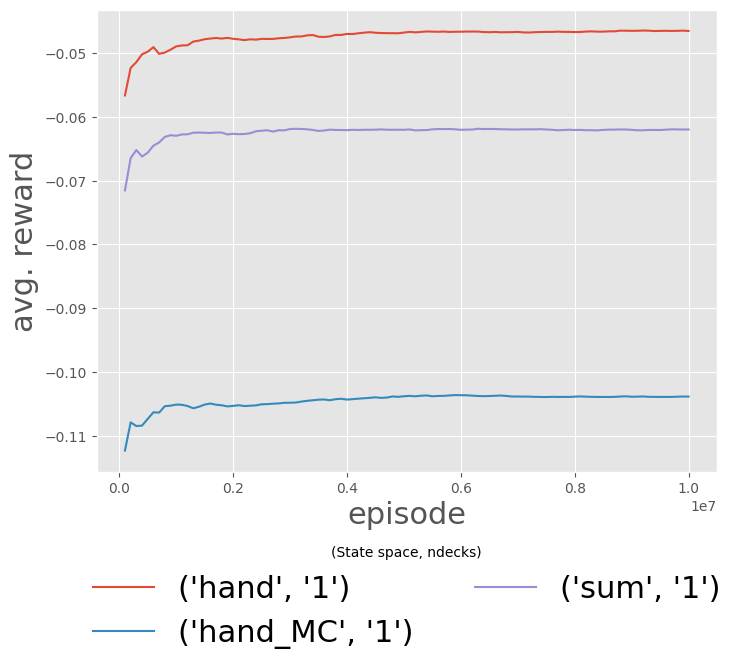 −0.05
−0.06
−0.07
−0.08
−0.09
−0.10
−0.11
avg. reward
0.0 0.2 0.4 0.6 0.8 1.0
1e7
episode
(State space, ndecks)
('hand', '1') ('sum', '1')
('hand_MC', '1')